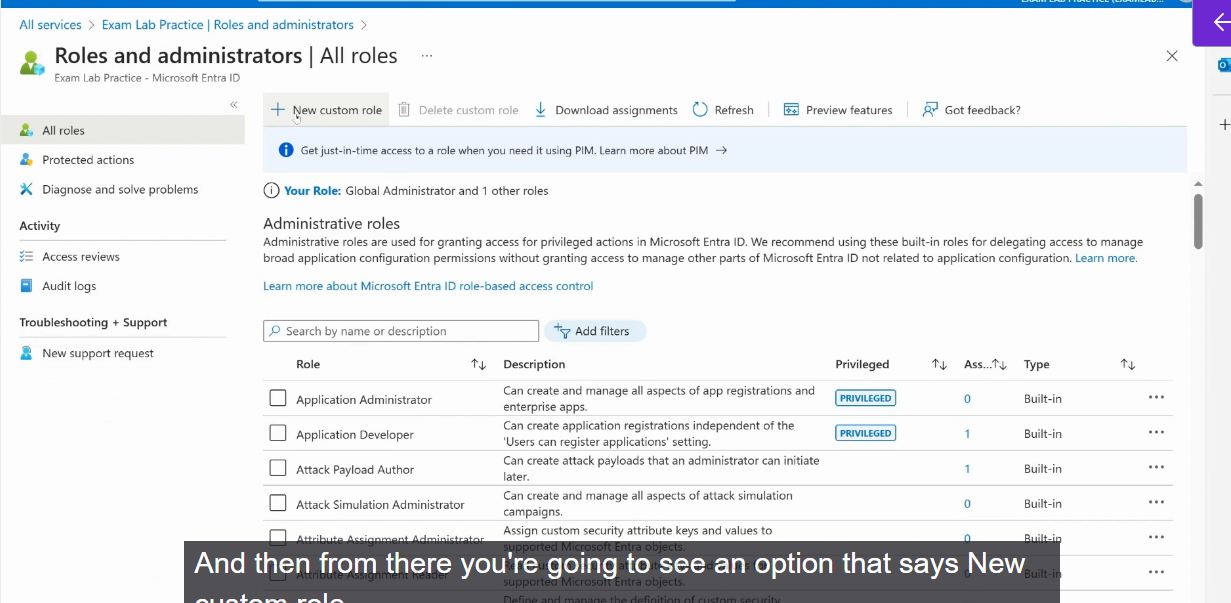 All services > Exam Lab Practice | Roles and administrators >
Roles and administrators | All roles ...
Exam Lab Practice - Microsoft Entra ID
All roles
Protected actions
Diagnose and solve problems
Activity
Access reviews
Audit logs
Troubleshooting + Support
New support request
New custom role
Delete custom role
Download assignments
Refresh
Preview features
Got feedback?
Get just-in-time access to a role when you need it using PIM. Learn more about PIM →
Your Role: Global Administrator and 1 other roles
Administrative roles
Administrative roles are used for granting access for privileged actions in Microsoft Entra ID. We recommend using these built-in roles for delegating access to manage
broad application configuration permissions without granting access to manage other parts of Microsoft Entra ID not related to application configuration. Learn more.
Learn more about Microsoft Entra ID role-based access control
Search by name or description
Add filters
Role Description Privileged Ass... Type
Application Administrator
Can create and manage all aspects of app registrations and
enterprise apps.
PRIVILEGED 0 Built-in
Application Developer
Can create application registrations independent of the
'Users can register applications' setting.
PRIVILEGED 1 Built-in
Attack Payload Author
Can create attack payloads that an administrator can initiate
later.
1 Built-in
Attack Simulation Administrator
Can create and manage all aspects of attack simulation
campaigns.
0 Built-in
Attribute Assignment Administrator
Assign custom security attribute keys and values to
supported Microsoft Entra objects.
0 Built-in
Attribute Assignment Reader
supported Microsoft Entra objects.
Built-in
Define and manage the definition of custom security
And then from there you're going to see an option that says New
custom role